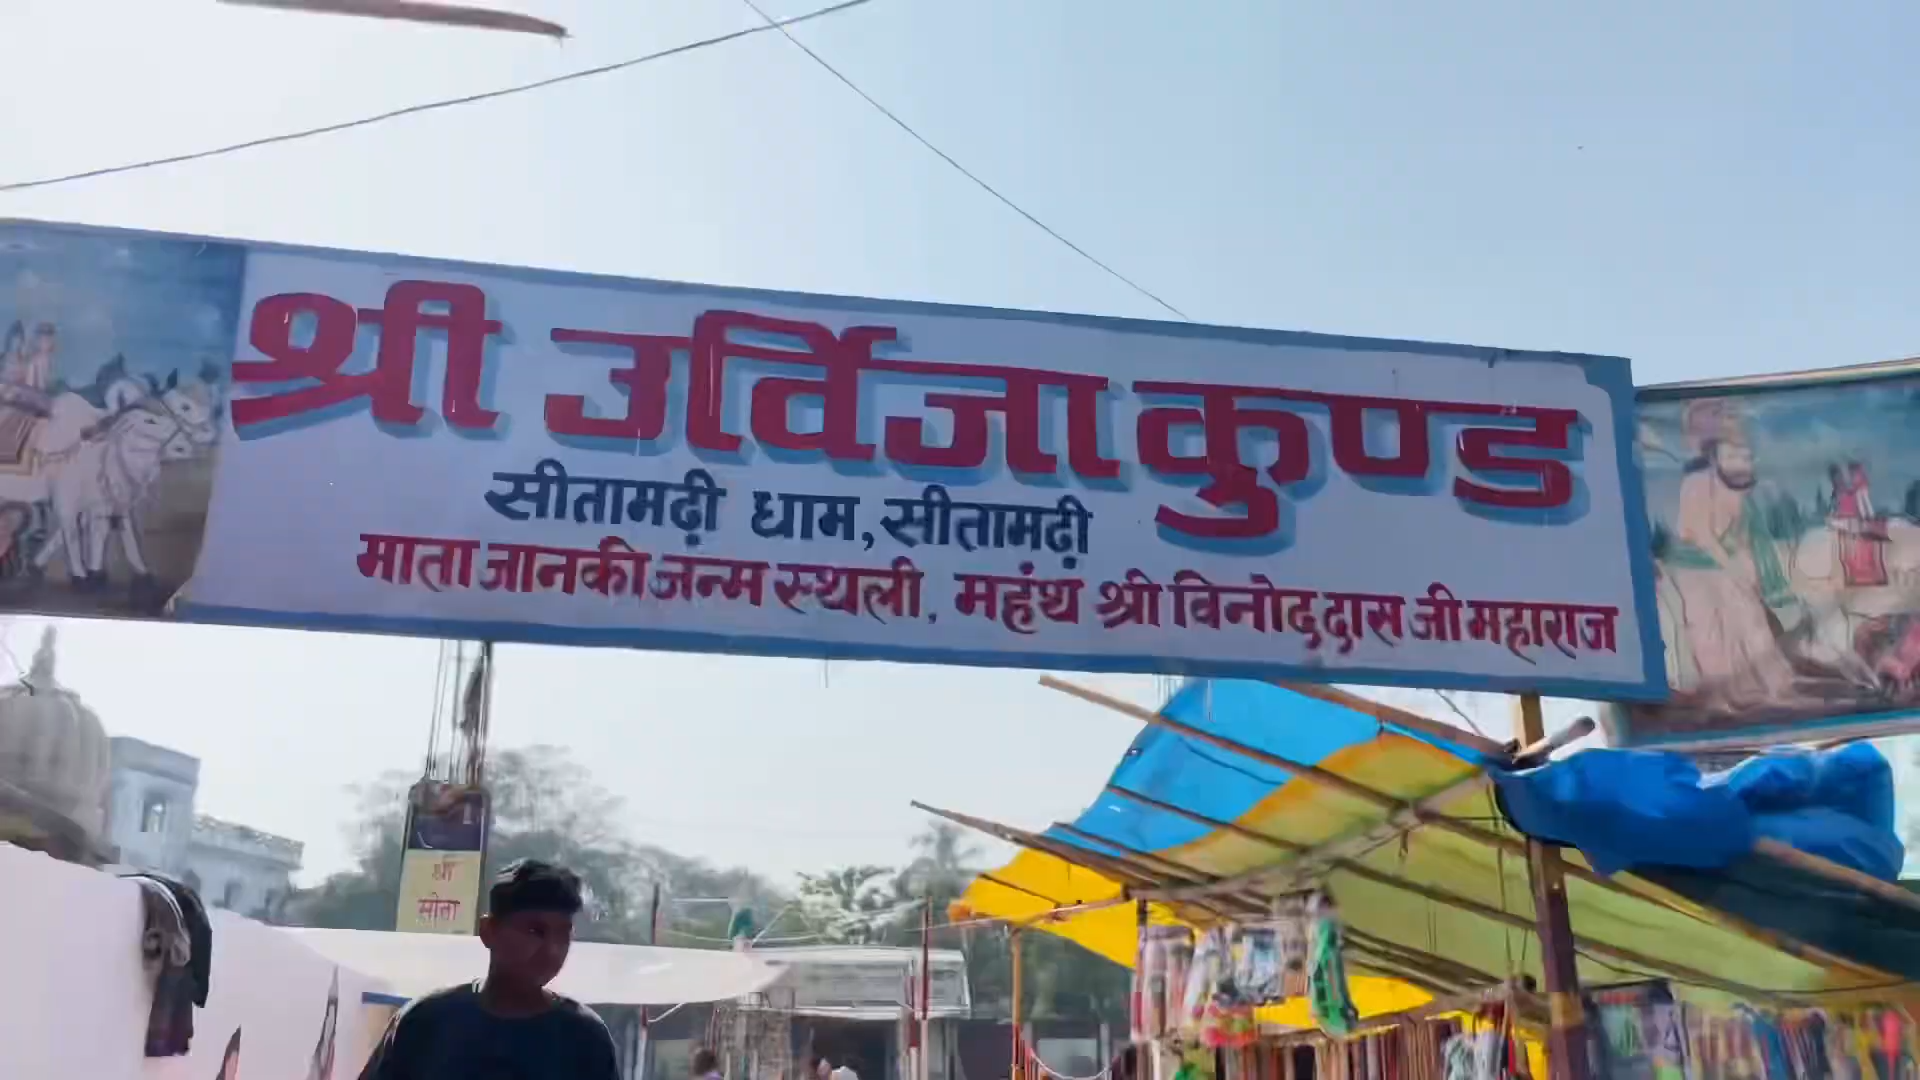 श्री उर्विजा कुण्ड
सीतामढ़ी धाम, सीतामढ़ी
माता जानकी जन्म स्थली, महंथ श्री विनोद दास जी महाराज
श्री
सीता